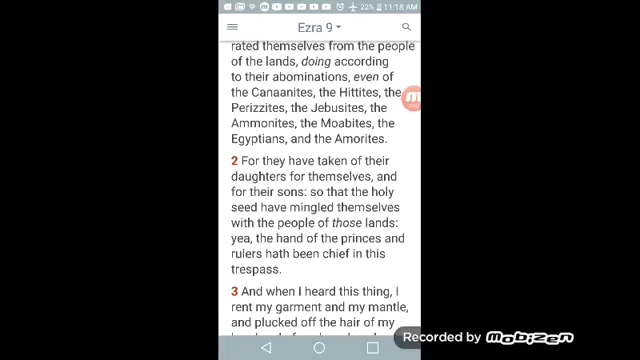 22% 11:18 AM
Ezra 9
rated themselves from the people
of the lands, doing according
to their abominations, even of
the Canaanites, the Hittites, the
Perizzites, the Jebusites, the
Ammonites, the Moabites, the
Egyptians, and the Amorites.
2 For they have taken of their
daughters for themselves, and
for their sons: so that the holy
seed have mingled themselves
with the people of those lands:
yea, the hand of the princes and
rulers hath been chief in this
trespass.
3 And when I heard this thing, I
rent my garment and my mantle,
and plucked off the hair of my
Recorded by MOBIZEN